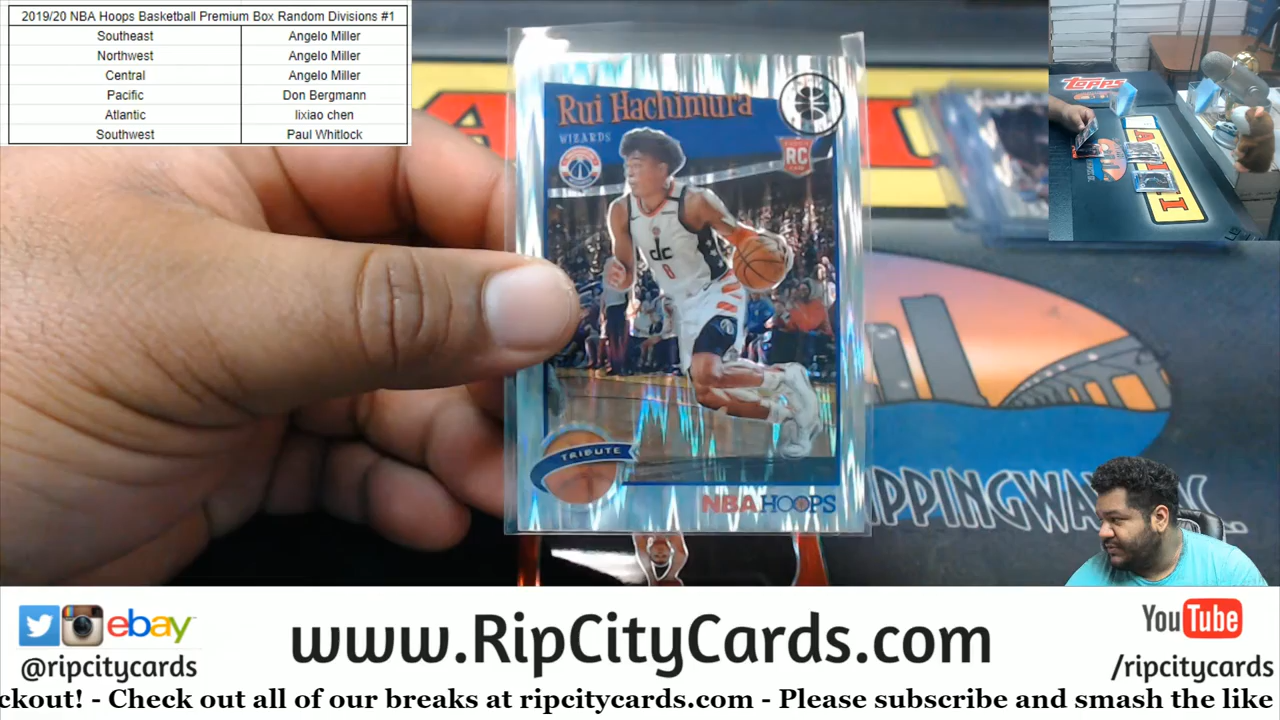 2019/20 NBA Hoops Basketball Premium Box Random Divisions #1
Southeast Angelo Miller
Northwest Angelo Miller
Central Angelo Miller
Pacific Don Bergmann
Atlantic lixiao chen
Southwest Paul Whitlock
Rui Hachimura
WIZARDS
RC
dc
8
TRIBUTE
NBA HOOPS
Topps
ebay
@ripcitycards
www.RipCityCards.com
YouTube
/ripcitycards
ckout! - Check out all of our breaks at ripcitycards.com - Please subscribe and smash the like